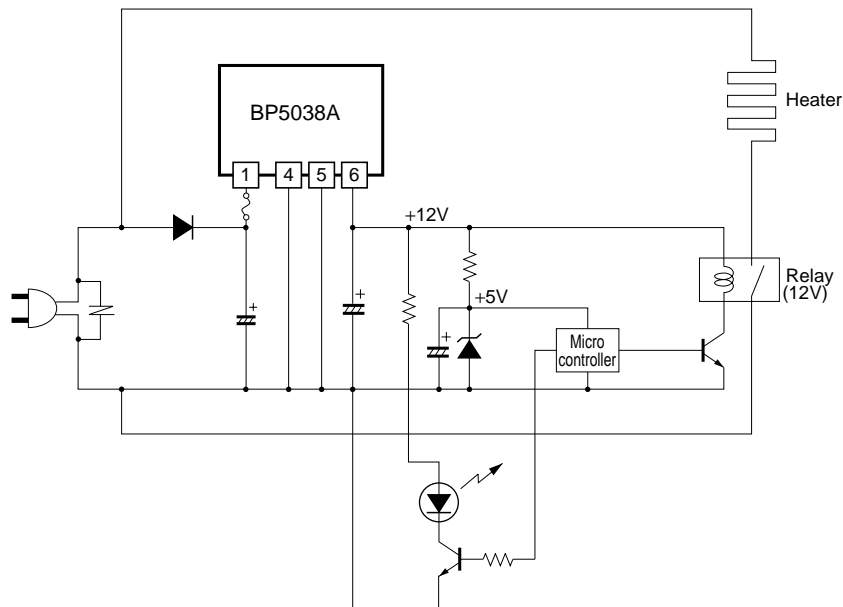 BP5038A
1
4
5
6
Heater
+12V
+
+
Relay
(12V)
+5V
+
Micro
controller